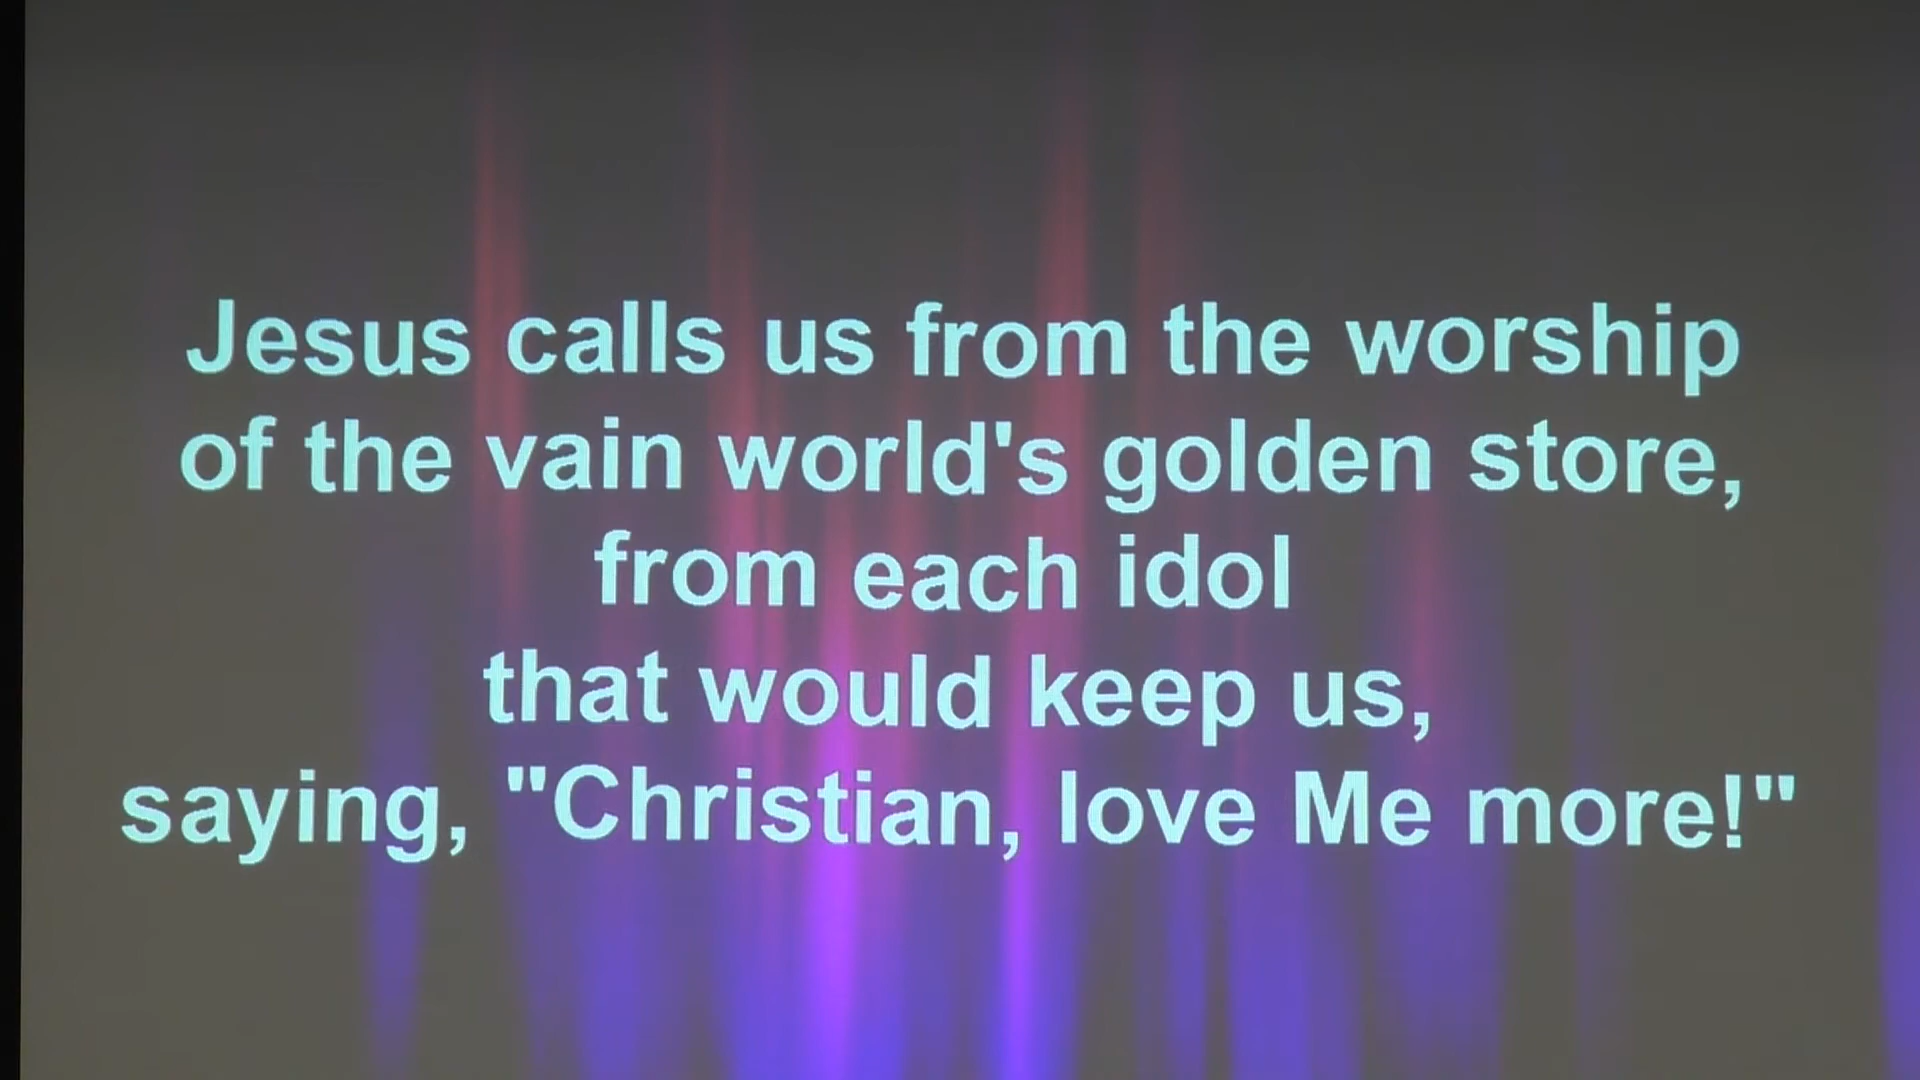 Jesus calls us from the worship
of the vain world's golden store,
from each idol
that would keep us,
saying, "Christian, love Me more!"